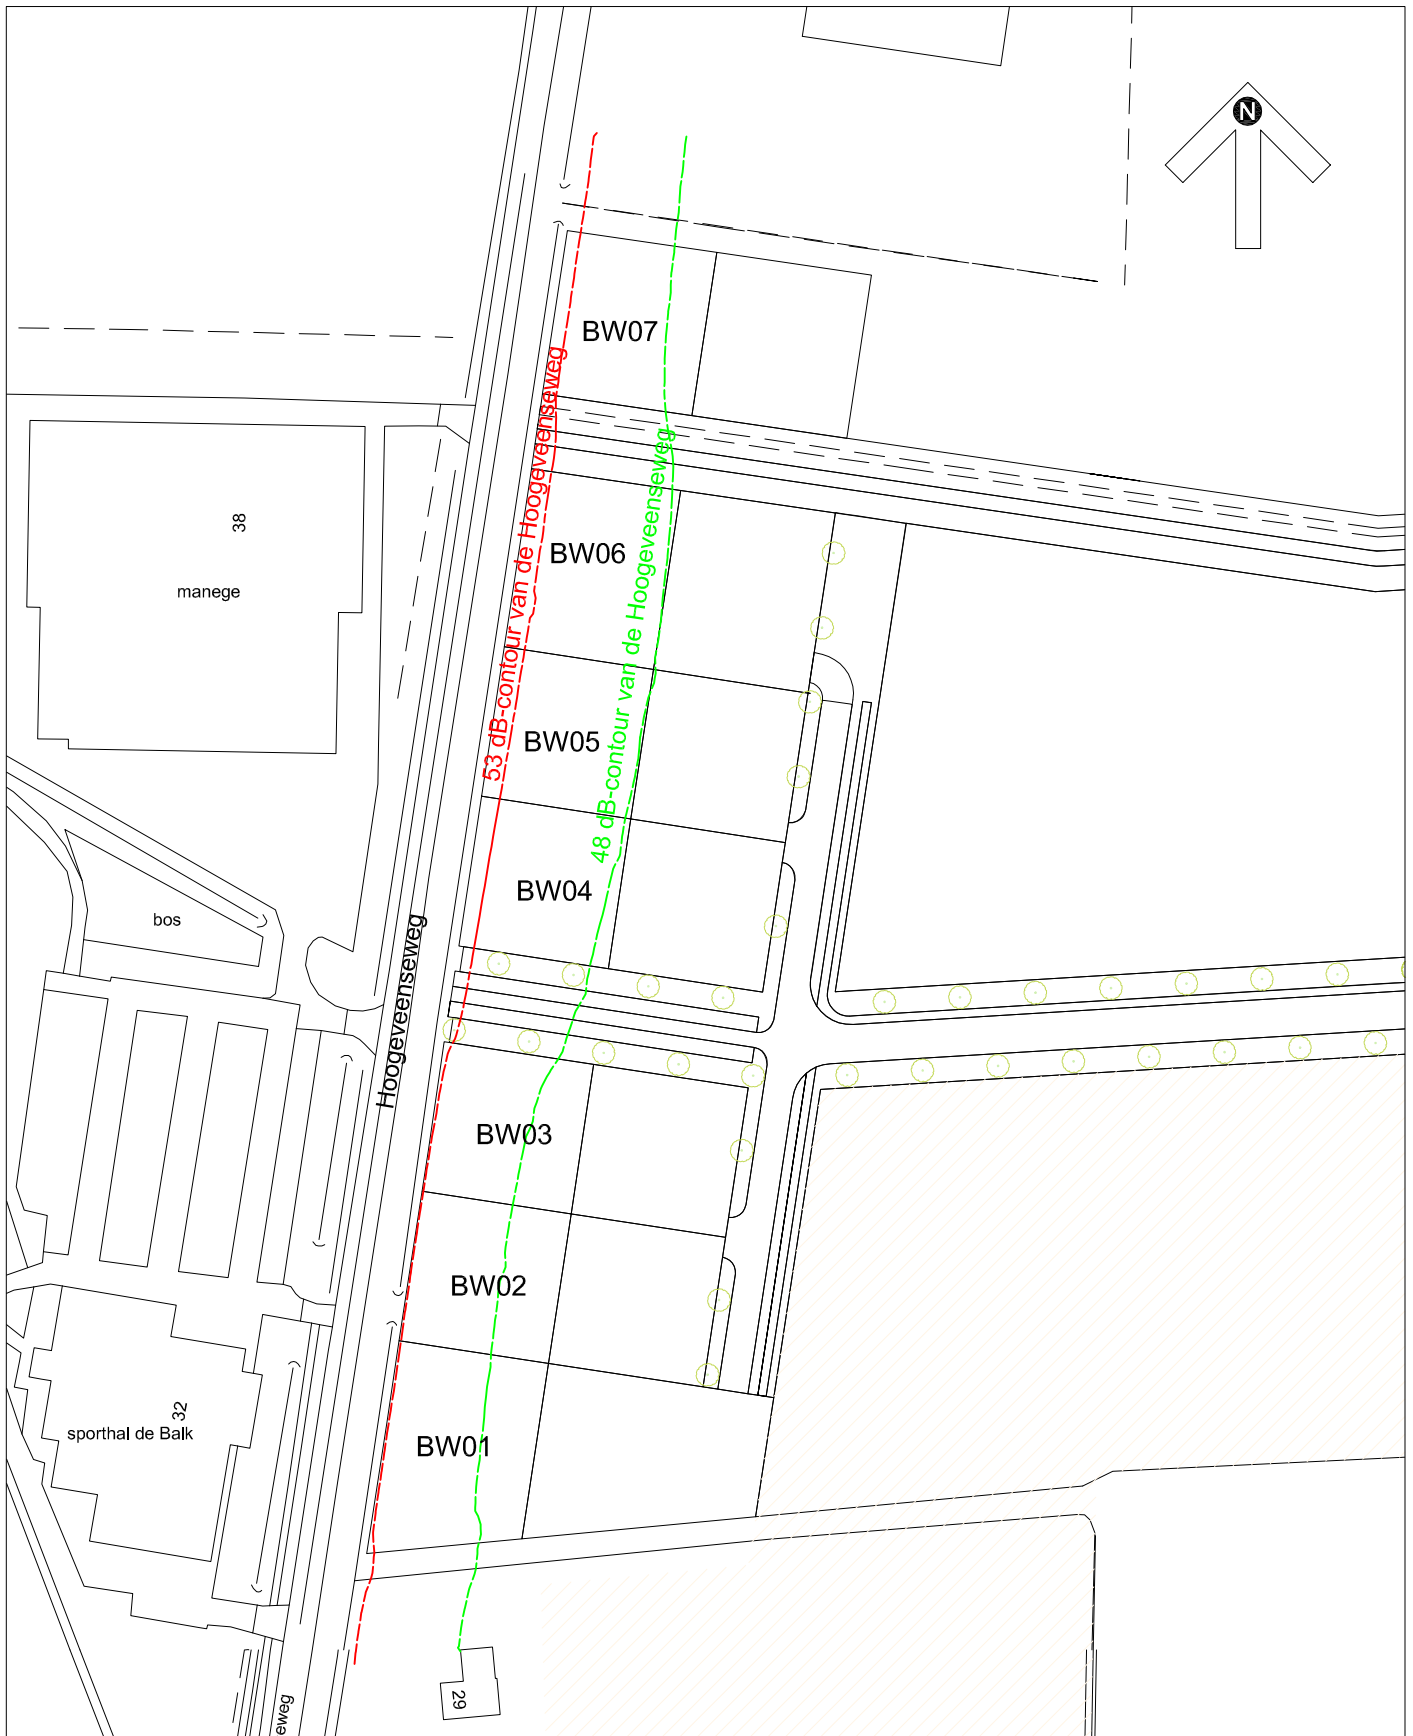 N
BW07
53 dB-contour van de Hoogeveenseweg
48 dB-contour van de Hoogeveenseweg
38
manege
BW06
BW05
BW04
bos
Hoogeveenseweg
BW03
BW02
BW01
32
sporthal de Balk
29
eweg